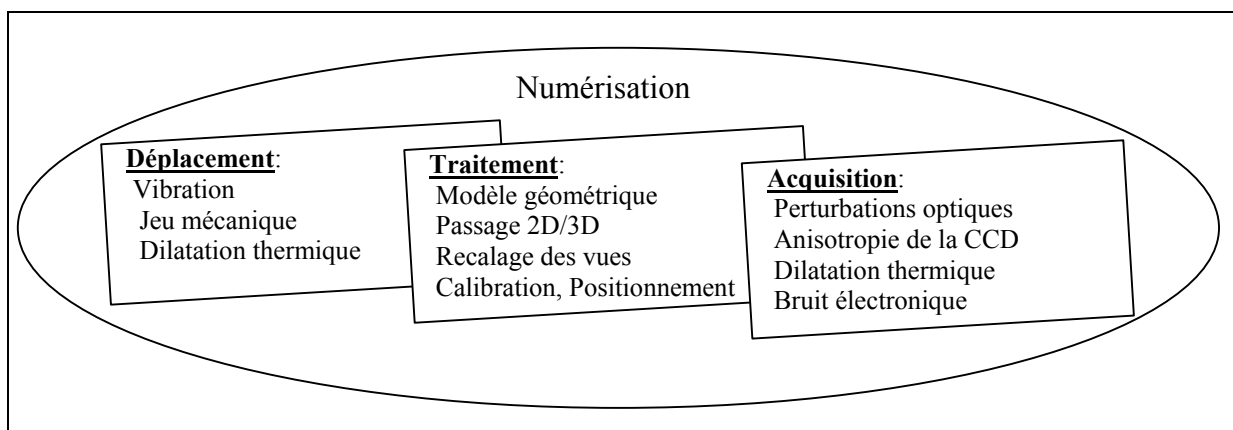 Numérisation
Déplacement:
Vibration
Jeu mécanique
Dilatation thermique
Traitement:
Modèle géométrique
Passage 2D/3D
Recalage des vues
Calibration, Positionnement
Acquisition:
Perturbations optiques
Anisotropie de la CCD
Dilatation thermique
Bruit électronique